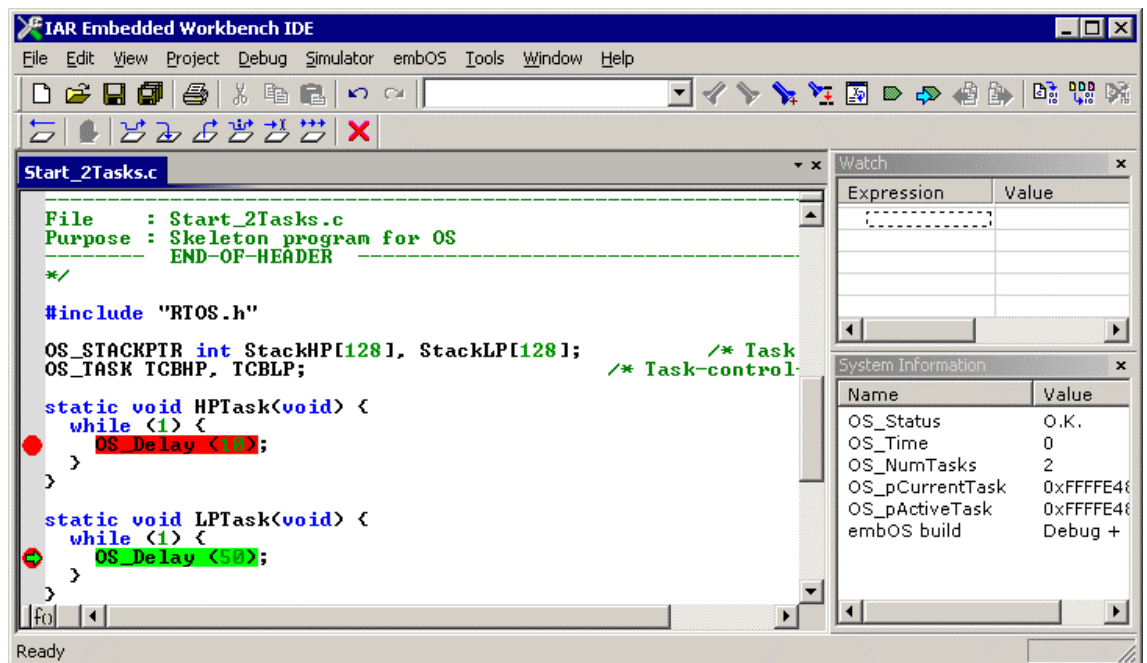 IAR Embedded Workbench IDE
File Edit View Project Debug Simulator embOS Tools Window Help
Start_2Tasks.c
File : Start_2Tasks.c
Purpose : Skeleton program for OS
-------- END-OF-HEADER --------------------------------------
*/
#include "RTOS.h"
OS_STACKPTR int StackHP[128], StackLP[128]; /* Task
OS_TASK TCBHP, TCBLP; /* Task-control-
static void HPTask(void) {
while (1) {
OS_Delay (10);
}
}
static void LPTask(void) {
while (1) {
OS_Delay (50);
}
}
Watch
Expression Value
System Information
Name Value
OS_Status O.K.
OS_Time 0
OS_NumTasks 2
OS_pCurrentTask 0xFFFFE48
OS_pActiveTask 0xFFFFE48
embOS build Debug +
Ready